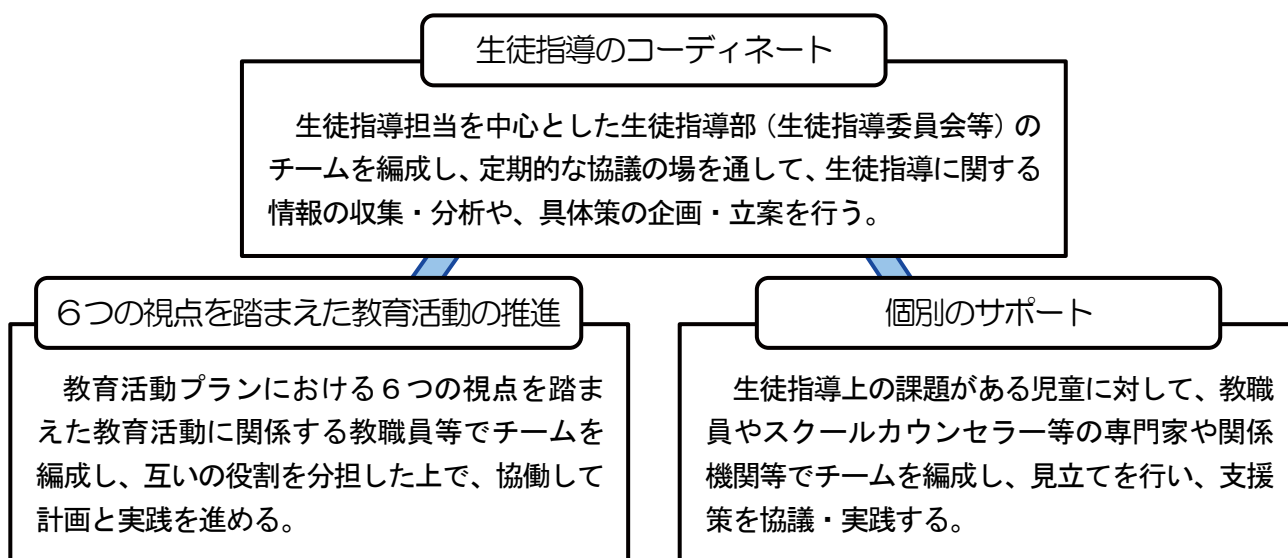 生徒指導のコーディネート
生徒指導担当を中心とした生徒指導部（生徒指導委員会等）の
チームを編成し、定期的な協議の場を通して、生徒指導に関する
情報の収集・分析や、具体策の企画・立案を行う。
６つの視点を踏まえた教育活動の推進
教育活動プランにおける６つの視点を踏ま
えた教育活動に関係する教職員等でチームを
編成し、互いの役割を分担した上で、協働して
計画と実践を進める。
個別のサポート
生徒指導上の課題がある児童に対して、教職
員やスクールカウンセラー等の専門家や関係
機関等でチームを編成し、見立てを行い、支援
策を協議・実践する。